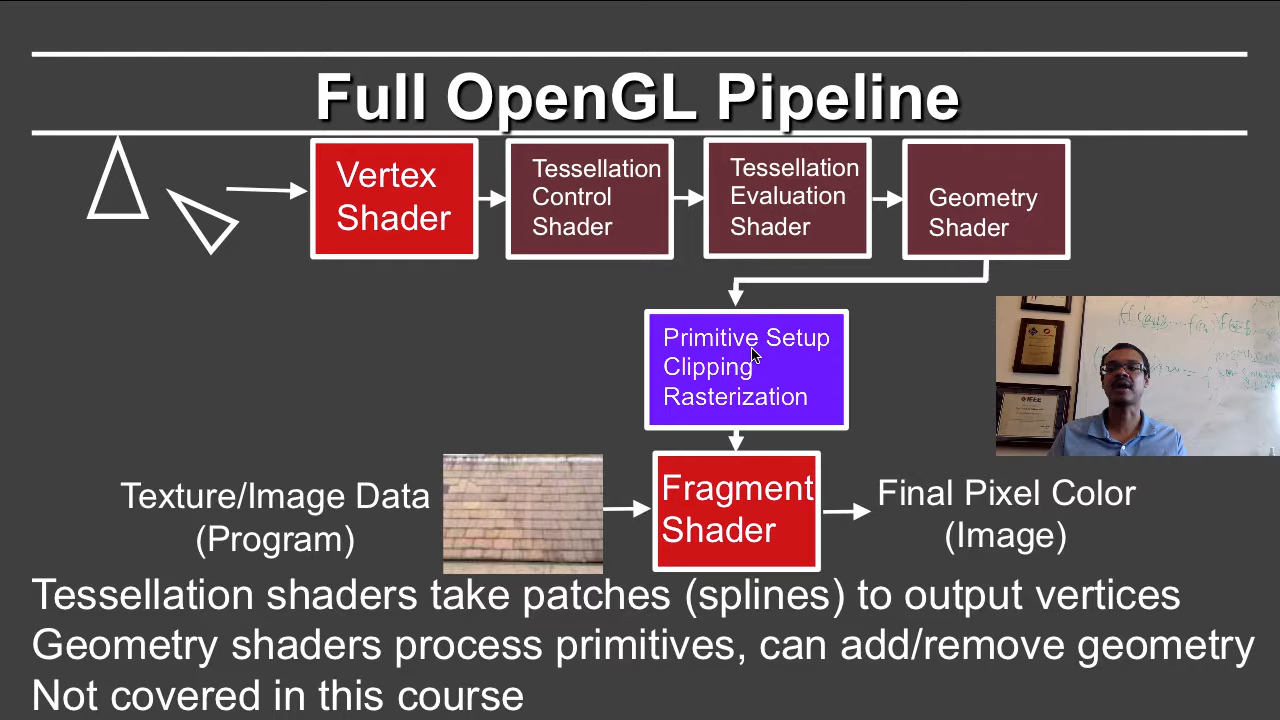 Full OpenGL Pipeline
Vertex
Shader
Tessellation
Control
Shader
Tessellation
Evaluation
Shader
Geometry
Shader
Primitive Setup
Clipping
Rasterization
Texture/Image Data
(Program)
Fragment
Shader
Final Pixel Color
(Image)
IEEE
Tessellation shaders take patches (splines) to output vertices
Geometry shaders process primitives, can add/remove geometry
Not covered in this course